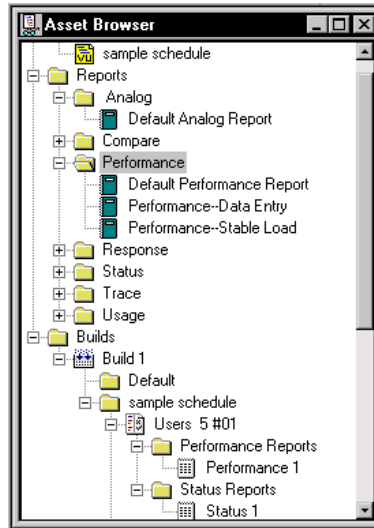 Asset Browser
sample schedule
Reports
Analog
Default Analog Report
Compare
Performance
Default Performance Report
Performance--Data Entry
Performance--Stable Load
Response
Status
Trace
Usage
Builds
Build 1
Default
sample schedule
Users 5 #01
Performance Reports
Performance 1
Status Reports
Status 1